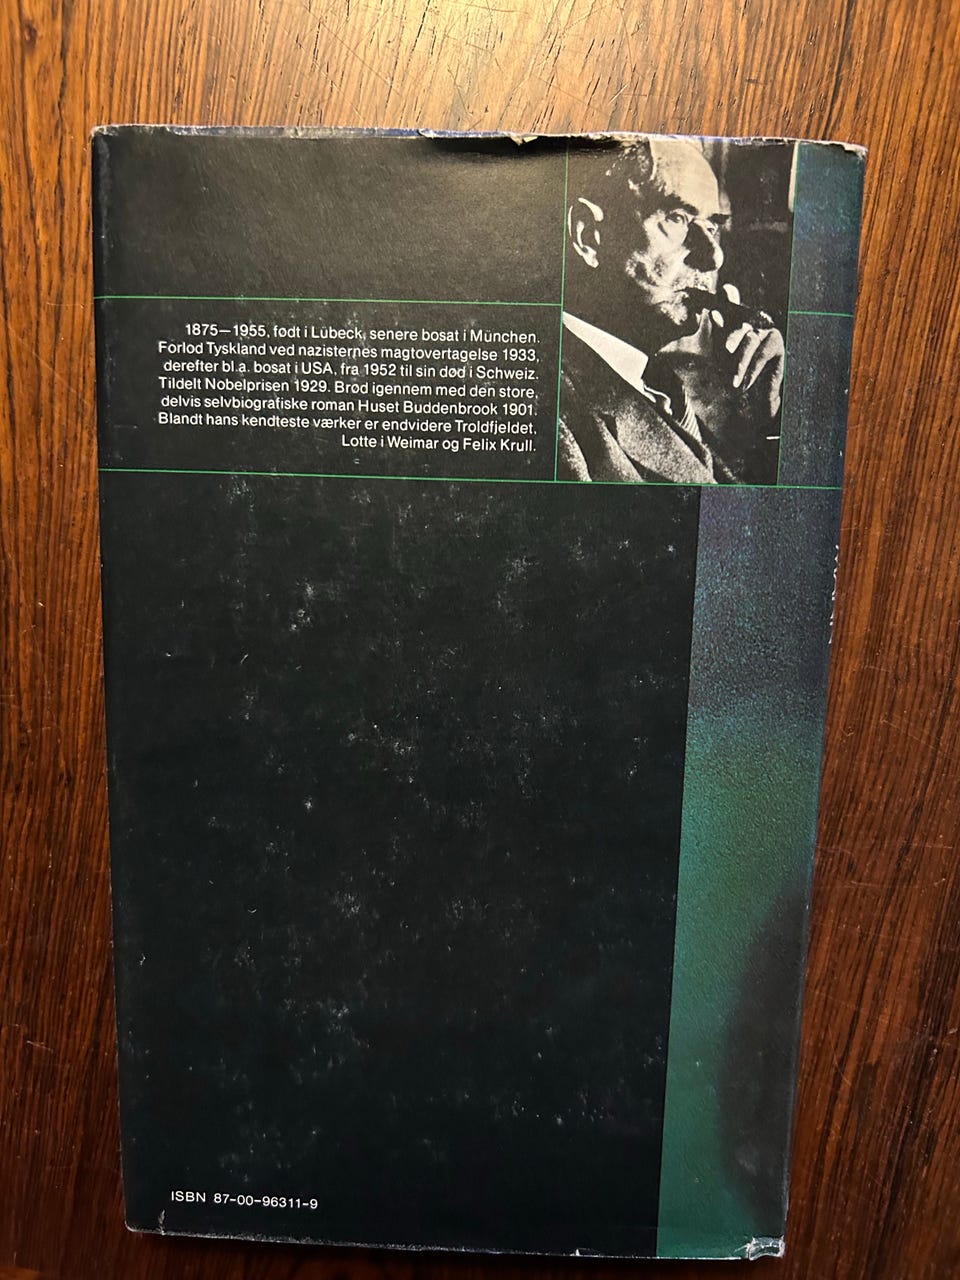 1875–1955, født i Lübeck, senere bosat i München.
Forlod Tyskland ved nazisternes magtovertagelse 1933,
derefter bl.a. bosat i USA, fra 1952 til sin død i Schweiz.
Tildelt Nobelprisen 1929. Brød igennem med den store,
delvis selvbiografiske roman Huset Buddenbrook 1901.
Blandt hans kendteste værker er endvidere Troldfjeldet,
Lotte i Weimar og Felix Krull.
ISBN 87-00-96311-9